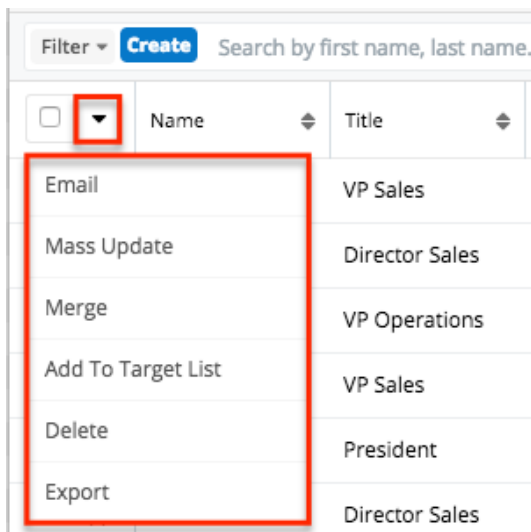 Filter Create Search by first name, last name.
Name Title
Email VP Sales
Mass Update Director Sales
Merge VP Operations
Add To Target List VP Sales
Delete President
Export Director Sales